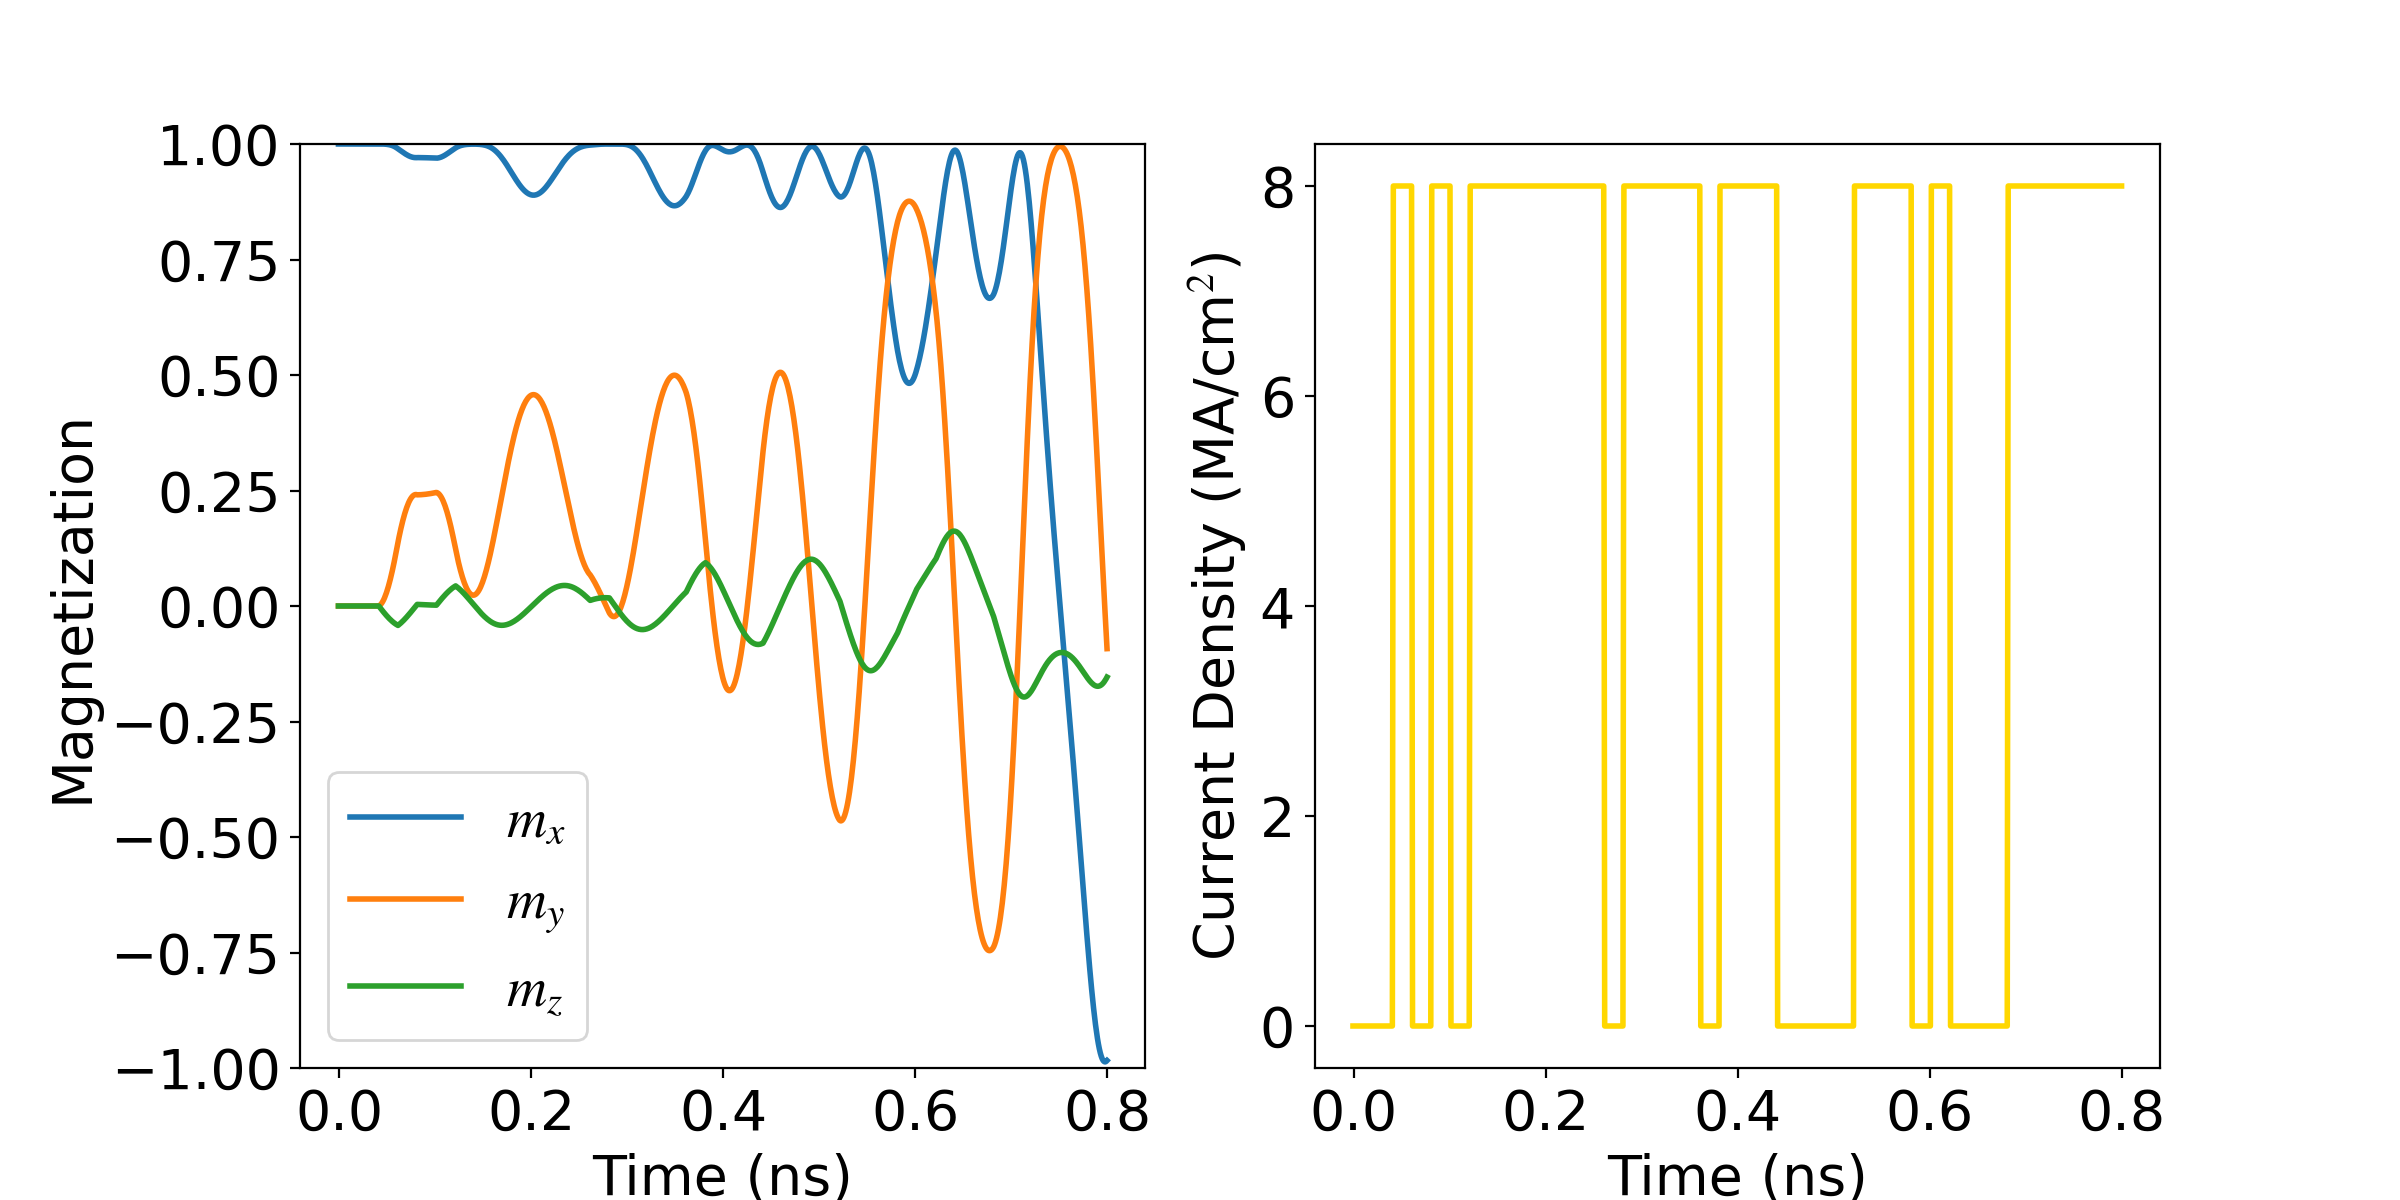 1.00
0.75
0.50
0.25
0.00
−0.25
−0.50
−0.75
−1.00
Magnetization
m_x
m_y
m_z
0.0 0.2 0.4 0.6 0.8
Time (ns)
8
6
4
2
0
Current Density (MA/cm²)
0.0 0.2 0.4 0.6 0.8
Time (ns)